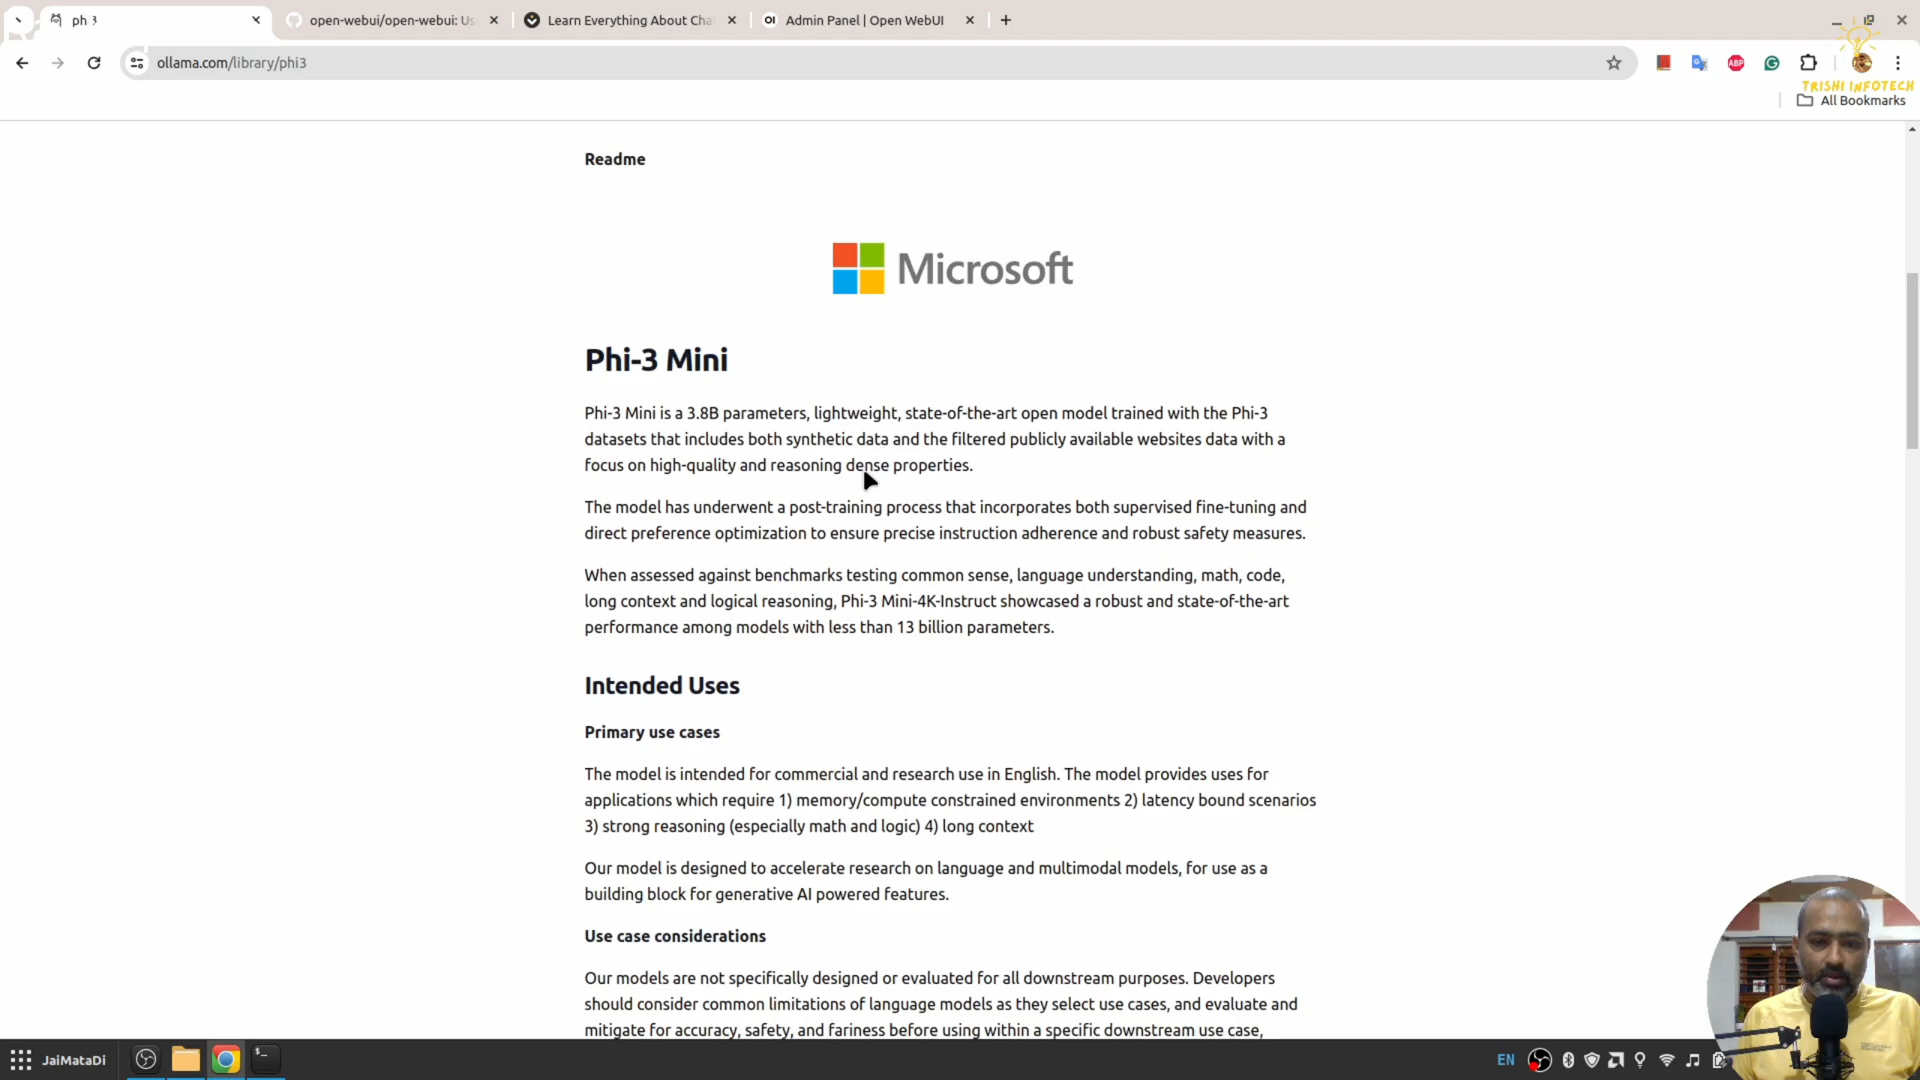 ph 3
open-webui/open-webui: Us
Learn Everything About Cha
OI
Admin Panel | Open WebUI
ollama.com/library/phi3
ABP
TRISHI INFOTECH
All Bookmarks
Readme
Microsoft
Phi-3 Mini
Phi-3 Mini is a 3.8B parameters, lightweight, state-of-the-art open model trained with the Phi-3
datasets that includes both synthetic data and the filtered publicly available websites data with a
focus on high-quality and reasoning dense properties.
The model has underwent a post-training process that incorporates both supervised fine-tuning and
direct preference optimization to ensure precise instruction adherence and robust safety measures.
When assessed against benchmarks testing common sense, language understanding, math, code,
long context and logical reasoning, Phi-3 Mini-4K-Instruct showcased a robust and state-of-the-art
performance among models with less than 13 billion parameters.
Intended Uses
Primary use cases
The model is intended for commercial and research use in English. The model provides uses for
applications which require 1) memory/compute constrained environments 2) latency bound scenarios
3) strong reasoning (especially math and logic) 4) long context
Our model is designed to accelerate research on language and multimodal models, for use as a
building block for generative AI powered features.
Use case considerations
Our models are not specifically designed or evaluated for all downstream purposes. Developers
should consider common limitations of language models as they select use cases, and evaluate and
mitigate for accuracy, safety, and fariness before using within a specific downstream use case,
JaiMataDi
EN